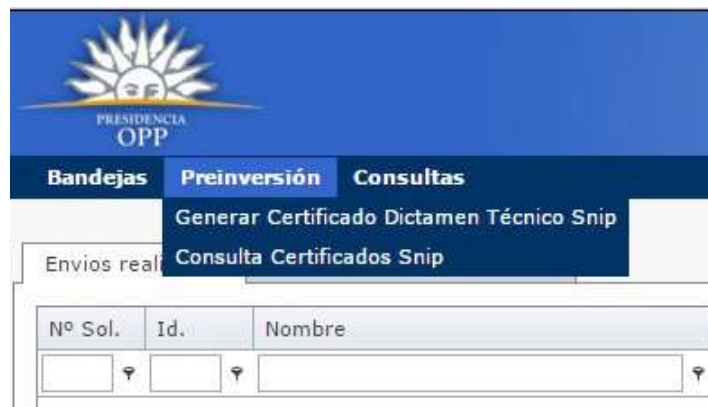 PRESIDENCIA
OPP
Bandejas Preinversión Consultas
Generar Certificado Dictamen Técnico Snip
Consulta Certificados Snip
Envios reali
Nº Sol. Id. Nombre